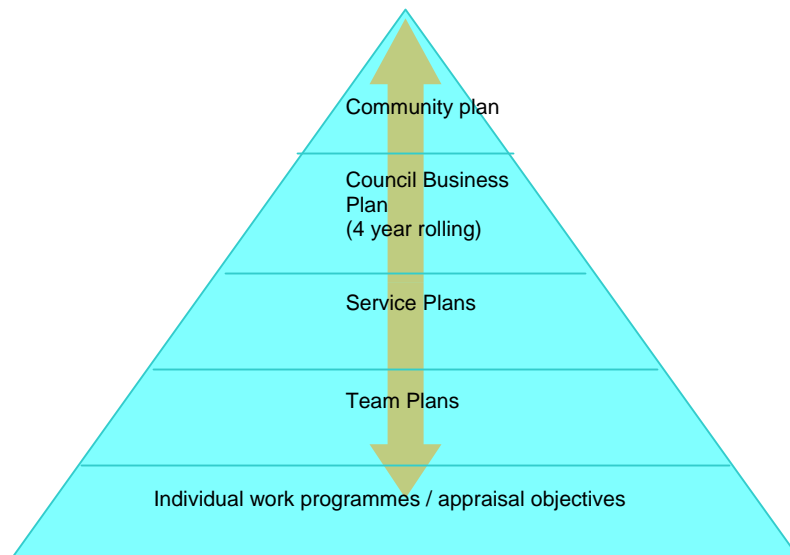 Community plan
Council Business
Plan
(4 year rolling)
Service Plans
Team Plans
Individual work programmes / appraisal objectives